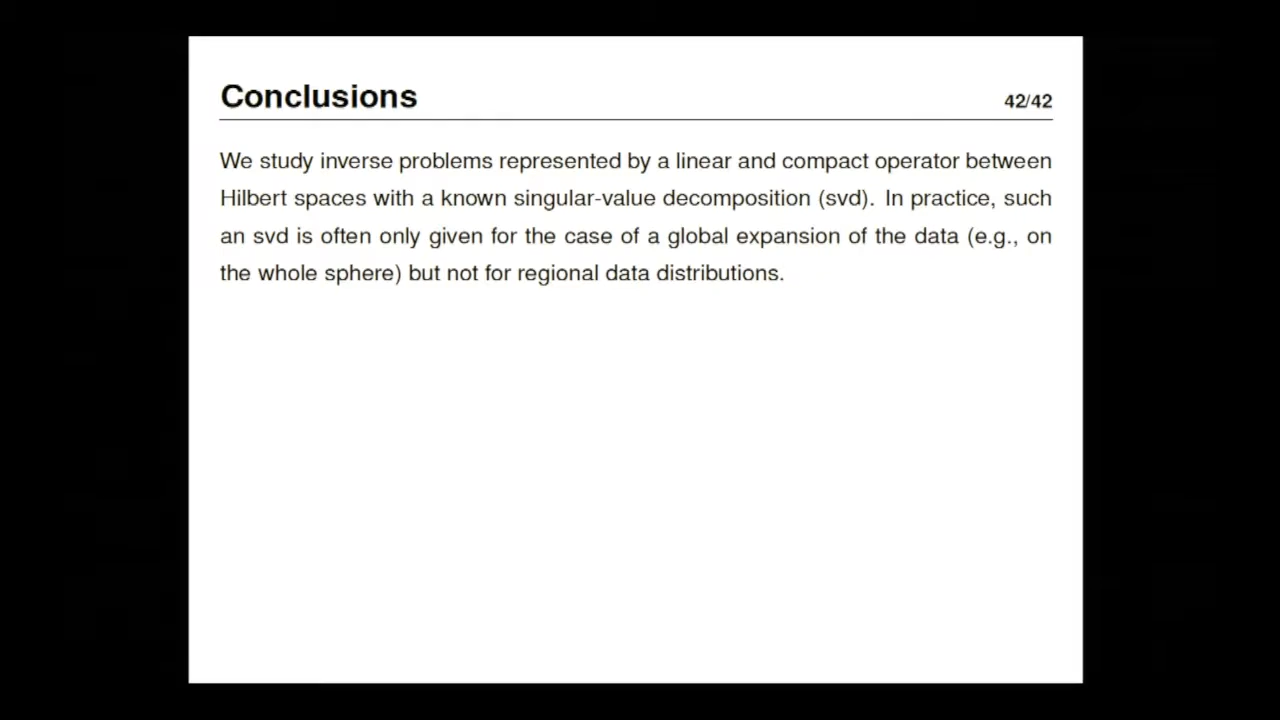 Conclusions
42/42
We study inverse problems represented by a linear and compact operator between
Hilbert spaces with a known singular-value decomposition (svd). In practice, such
an svd is often only given for the case of a global expansion of the data (e.g., on
the whole sphere) but not for regional data distributions.